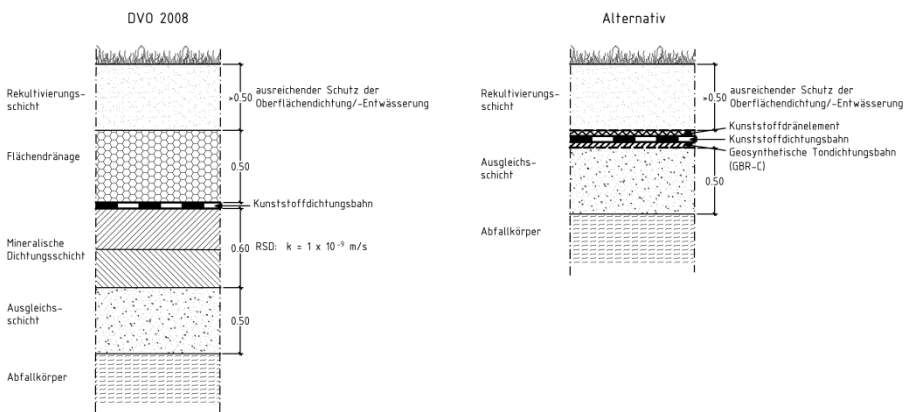 DVO 2008
Rekultivierungs-
schicht
>0.50
ausreichender Schutz der
Oberflächendichtung/-Entwässerung
Flächendränage
0.50
Kunststoffdichtungsbahn
Mineralische
Dichtungsschicht
0.60
RSD: k = 1 x 10⁻⁹ m/s
Ausgleichs-
schicht
0.50
Abfallkörper
Alternativ
Rekultivierungs-
schicht
>0.50
ausreichender Schutz der
Oberflächendichtung/-Entwässerung
Kunststoffdränelement
Kunststoffdichtungsbahn
Geosynthetische Tondichtungsbahn
(GBR-C)
Ausgleichs-
schicht
0.50
Abfallkörper